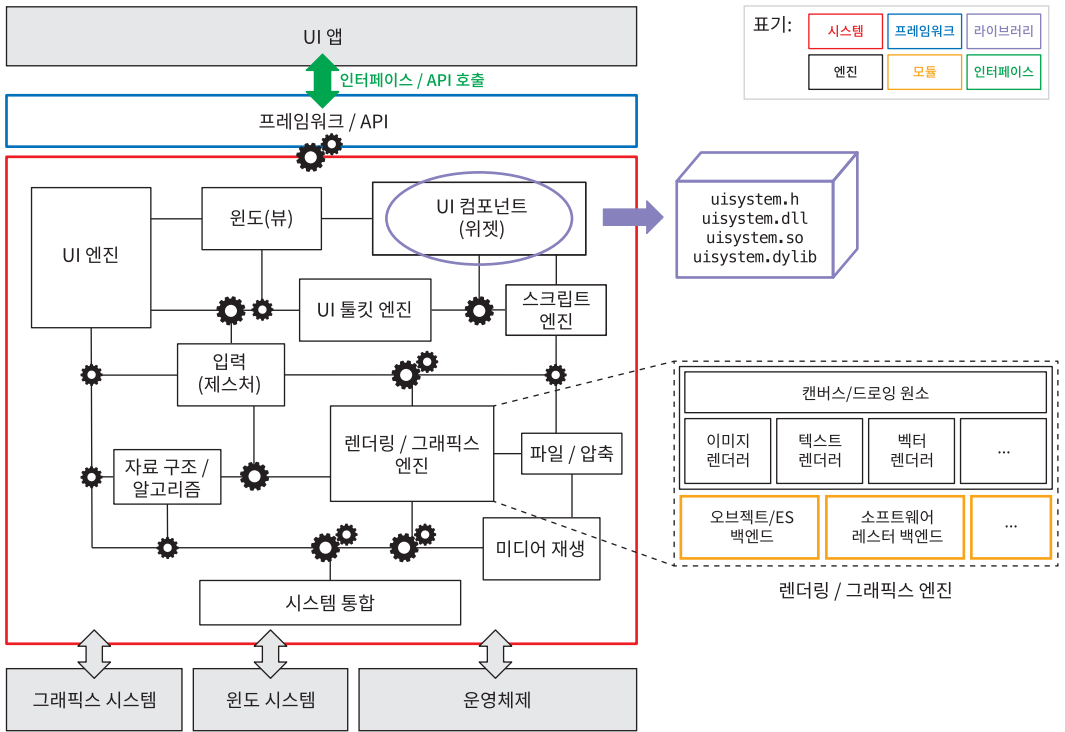 UI 앱
인터페이스 / API 호출
프레임워크 / API
표기:
시스템
프레임워크
라이브러리
엔진
모듈
인터페이스
UI 엔진
윈도(뷰)
UI 컴포넌트
(위젯)
uisystem.h
uisystem.dll
uisystem.so
uisystem.dylib
UI 툴킷 엔진
스크립트
엔진
입력
(제스처)
렌더링 / 그래픽스
엔진
파일 / 압축
자료 구조 /
알고리즘
미디어 재생
시스템 통합
캔버스/드로잉 원소
이미지
렌더러
텍스트
렌더러
벡터
렌더러
...
오브젝트/ES
백엔드
소프트웨어
레스터 백엔드
...
렌더링 / 그래픽스 엔진
그래픽스 시스템
윈도 시스템
운영체제